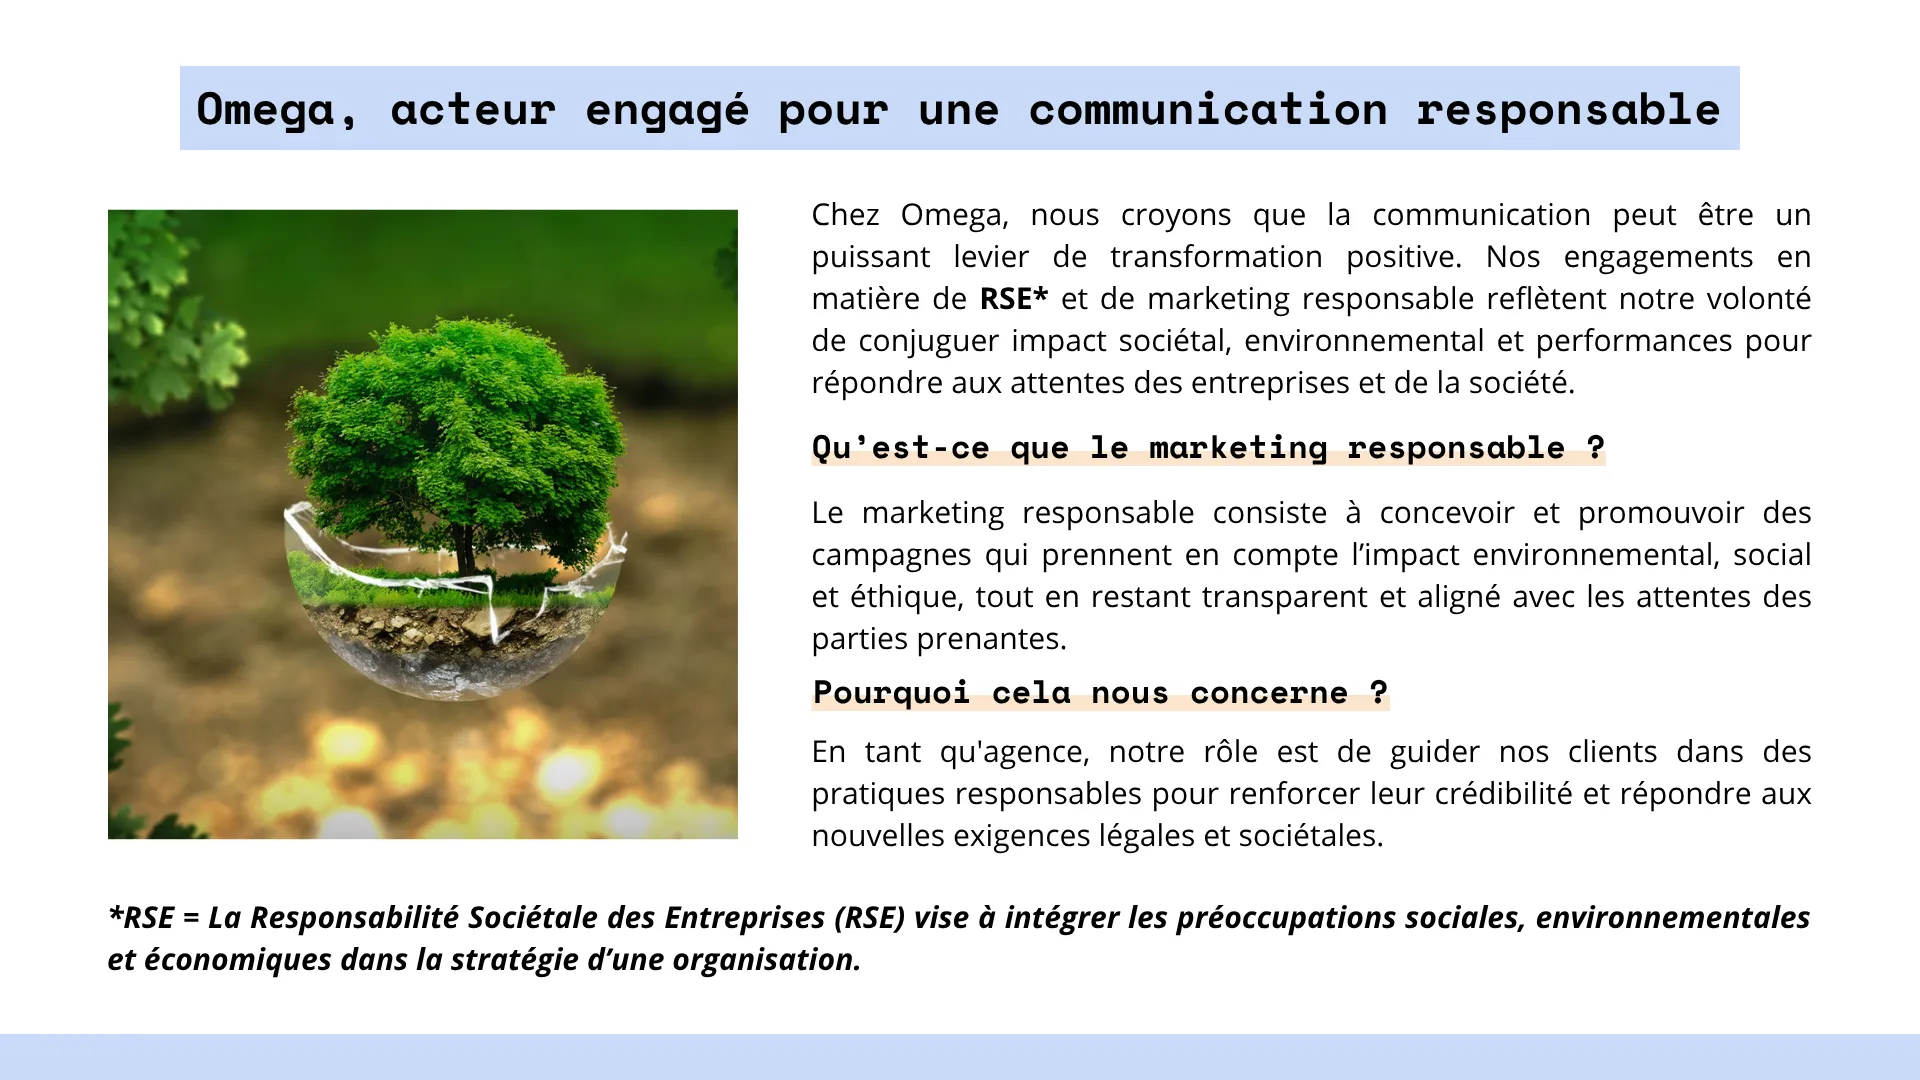 Omega, acteur engagé pour une communication responsable
Chez Omega, nous croyons que la communication peut être un
puissant levier de transformation positive. Nos engagements en
matière de RSE* et de marketing responsable reflètent notre volonté
de conjuguer impact sociétal, environnemental et performances pour
répondre aux attentes des entreprises et de la société.
Qu’est-ce que le marketing responsable ?
Le marketing responsable consiste à concevoir et promouvoir des
campagnes qui prennent en compte l’impact environnemental, social
et éthique, tout en restant transparent et aligné avec les attentes des
parties prenantes.
Pourquoi cela nous concerne ?
En tant qu'agence, notre rôle est de guider nos clients dans des
pratiques responsables pour renforcer leur crédibilité et répondre aux
nouvelles exigences légales et sociétales.
*RSE = La Responsabilité Sociétale des Entreprises (RSE) vise à intégrer les préoccupations sociales, environnementales
et économiques dans la stratégie d’une organisation.